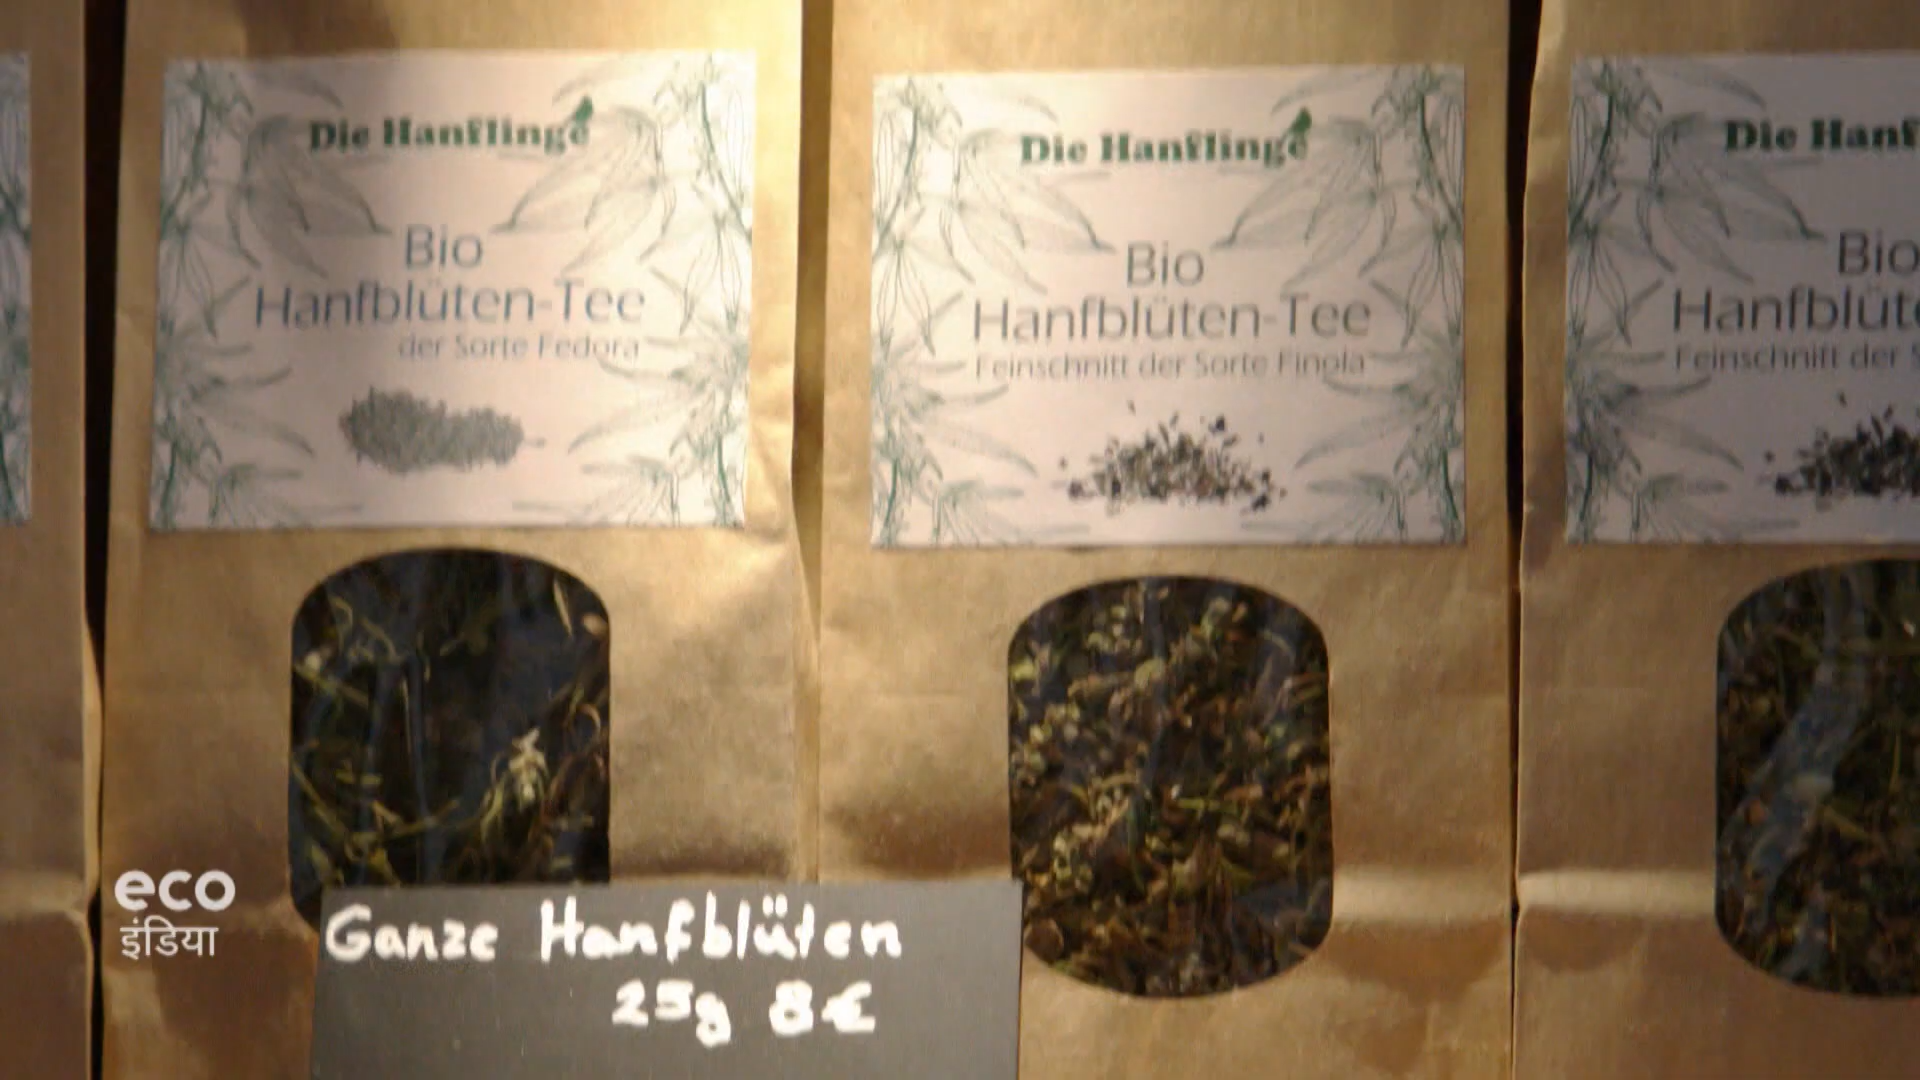 Die Hanflinge
Bio
Hanfblüten-Tee
der Sorte Fedora
Die Hanflinge
Bio
Hanfblüten-Tee
Feinschnitt der Sorte Finola
Die Hanf
Bio
Hanfblüte
Feinschnitt der S
Ganze Hanfblüten
25g 8€
eco
इंडिया